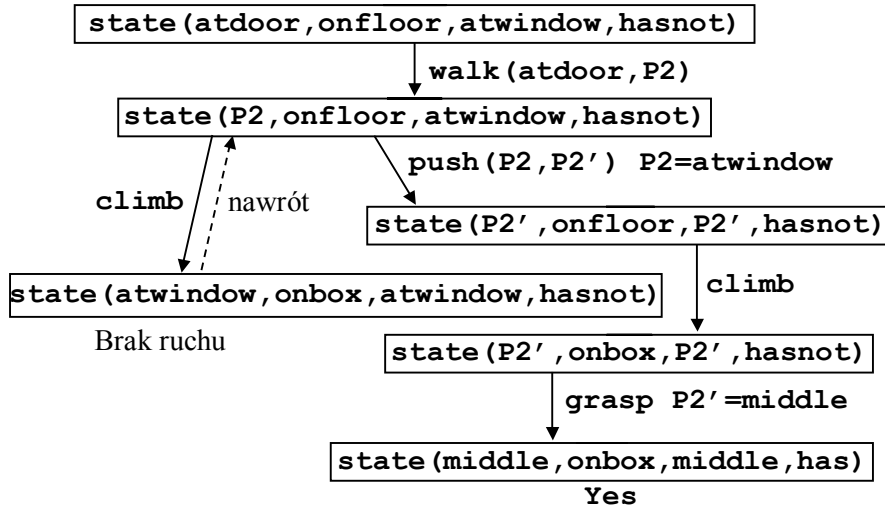 state(atdoor,onfloor,atwindow,hasnot)
walk(atdoor,P2)
state(P2,onfloor,atwindow,hasnot)
push(P2,P2’) P2=atwindow
climb
nawrót
state(P2’,onfloor,P2’,hasnot)
state(atwindow,onbox,atwindow,hasnot)
climb
Brak ruchu
state(P2’,onbox,P2’,hasnot)
grasp P2’=middle
state(middle,onbox,middle,has)
Yes